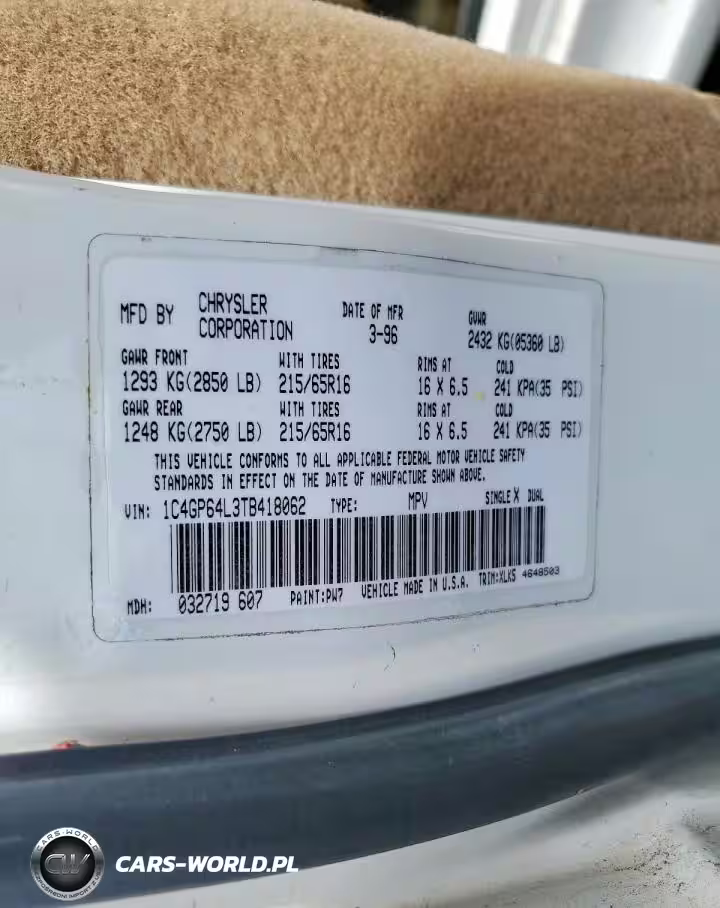 MFD BY CHRYSLER CORPORATION DATE OF MFR 3-96 GVWR 2432 KG(05360 LB)
GAWR FRONT WITH TIRES RIMS AT COLD
1293 KG(2850 LB) 215/65R16 16 X 6.5 241 KPA(35 PSI)
GAWR REAR WITH TIRES RIMS AT COLD
1248 KG(2750 LB) 215/65R16 16 X 6.5 241 KPA(35 PSI)
THIS VEHICLE CONFORMS TO ALL APPLICABLE FEDERAL MOTOR VEHICLE SAFETY
STANDARDS IN EFFECT ON THE DATE OF MANUFACTURE SHOWN ABOVE.
VIN: 1C4GP64L3TB418062 TYPE: MPV SINGLE X DUAL
MDH: 032719 607 PAINT:PW7 VEHICLE MADE IN U.S.A. TRIM:XLK5 4648503
CARS-WORLD
CW
CARS-WORLD.PL